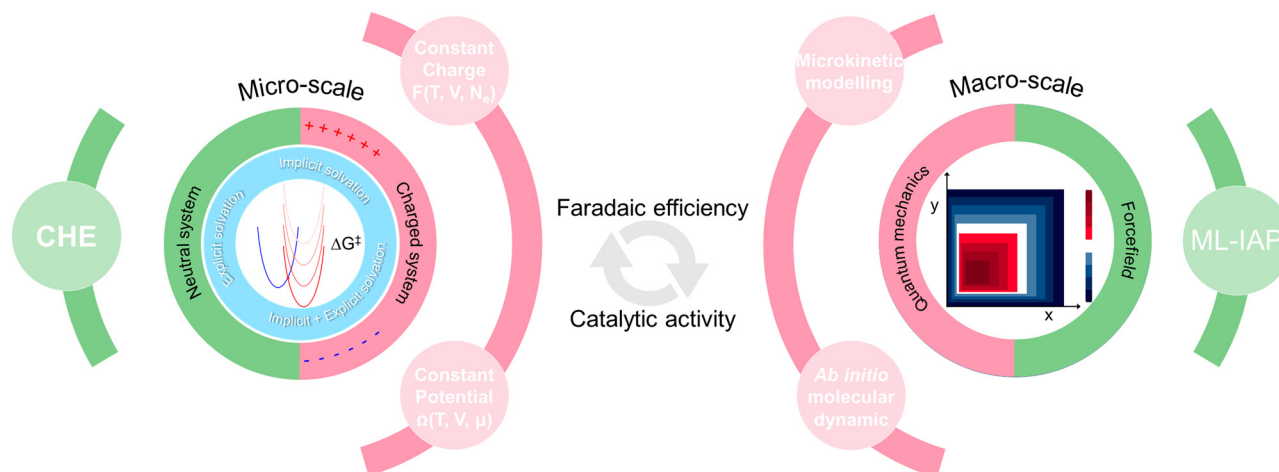 Constant
Charge
F(T, V, Nₑ)
Micro-scale
CHE
Neutral system
Charged system
+ + + + + +
Implicit solvation
Explicit solvation
Implicit + Explicit solvation
ΔG‡
- - - - - -
Constant
Potential
Ω(T, V, μ)
Faradaic efficiency
Catalytic activity
Microkinetic
modelling
Macro-scale
Quantum mechanics
Forcefield
y
x
Ab initio
molecular
dynamic
ML-IAP